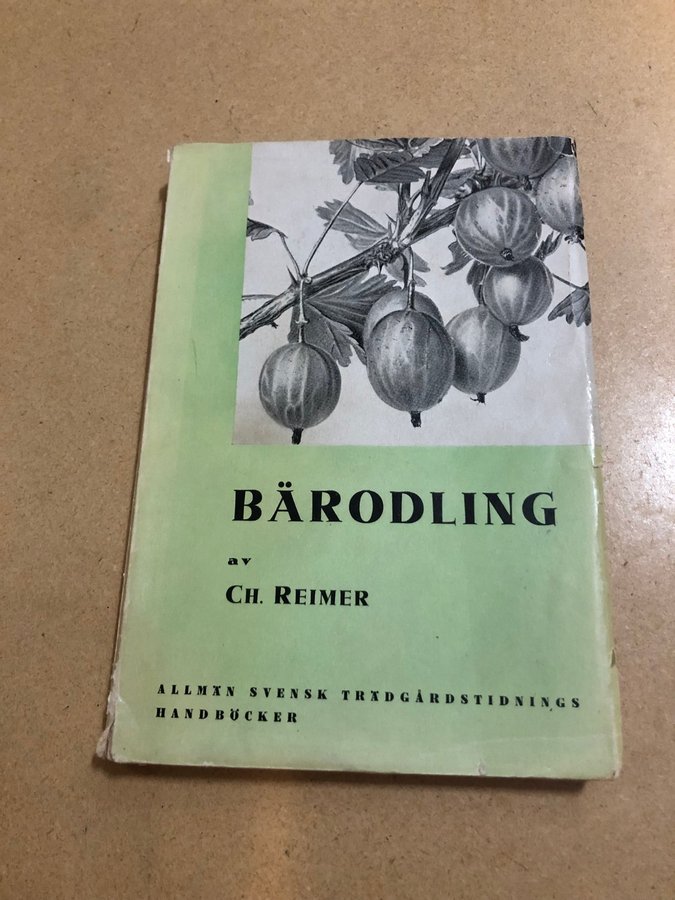 BÄRODLING
av
CH. REIMER
ALLMÄN SVENSK TRÄDGÅRDSTIDNINGS
HANDBÖCKER